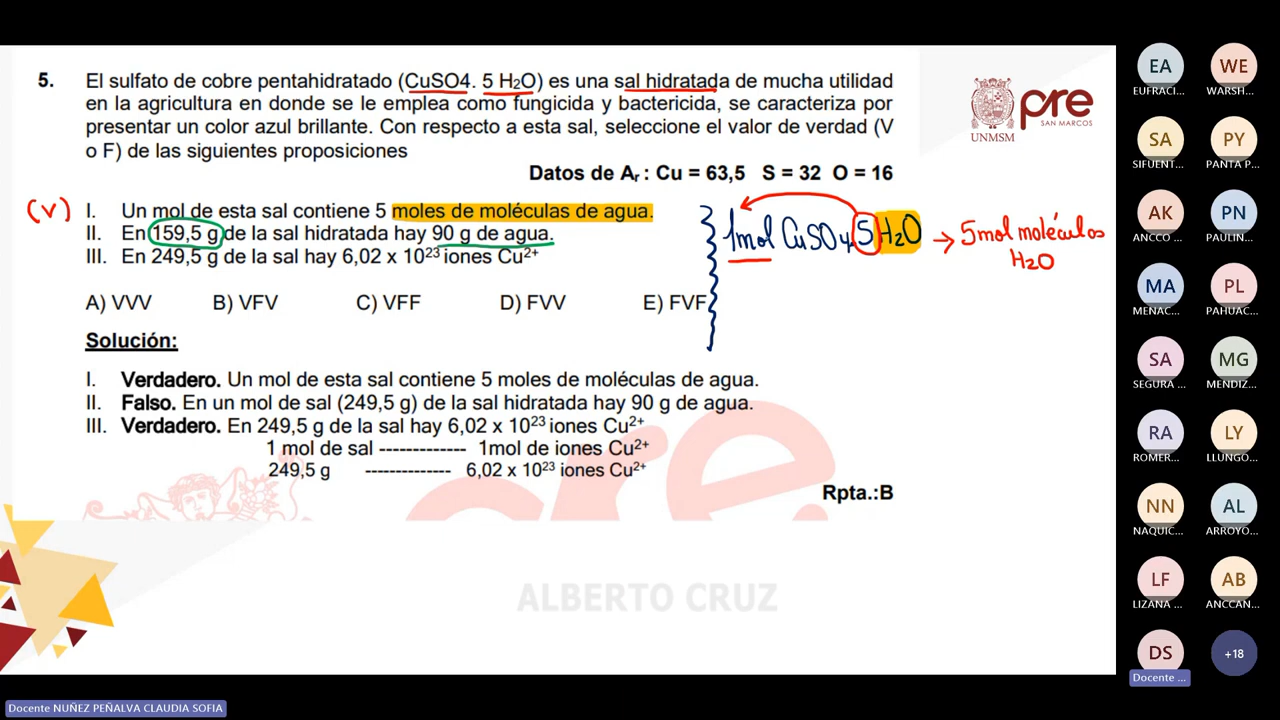 5. El sulfato de cobre pentahidratado (CuSO4. 5 H2O) es una sal hidratada de mucha utilidad
en la agricultura en donde se le emplea como fungicida y bactericida, se caracteriza por
presentar un color azul brillante. Con respecto a esta sal, seleccione el valor de verdad (V
o F) de las siguientes proposiciones
Datos de Ar : Cu = 63,5 S = 32 O = 16
UNMSM
pre
SAN MARCOS
(V) I. Un mol de esta sal contiene 5 moles de moléculas de agua.
II. En 159,5 g de la sal hidratada hay 90 g de agua.
III. En 249,5 g de la sal hay 6,02 x 10²³ iones Cu²⁺
1mol CuSO4. 5 H2O → 5mol moléculas
H2O
A) VVV B) VFV C) VFF D) FVV E) FVF
Solución:
I. Verdadero. Un mol de esta sal contiene 5 moles de moléculas de agua.
II. Falso. En un mol de sal (249,5 g) de la sal hidratada hay 90 g de agua.
III. Verdadero. En 249,5 g de la sal hay 6,02 x 10²³ iones Cu²⁺
1 mol de sal ------------- 1mol de iones Cu²⁺
249,5 g ------------- 6,02 x 10²³ iones Cu²⁺
Rpta.:B
pre
ALBERTO CRUZ
EA WE
EUFRACI... WARSH...
SA PY
SIFUENT... PANTA P...
AK PN
ANCCO ... PAULIN...
MA PL
MENAC... PAHUAC...
SA MG
SEGURA ... MENDIZ...
RA LY
ROMER... LLUNGO...
NN AL
NAQUIC... ARROYO...
LF AB
LIZANA ... ANCCAN...
DS +18
Docente ...
Docente NUÑEZ PEÑALVA CLAUDIA SOFIA